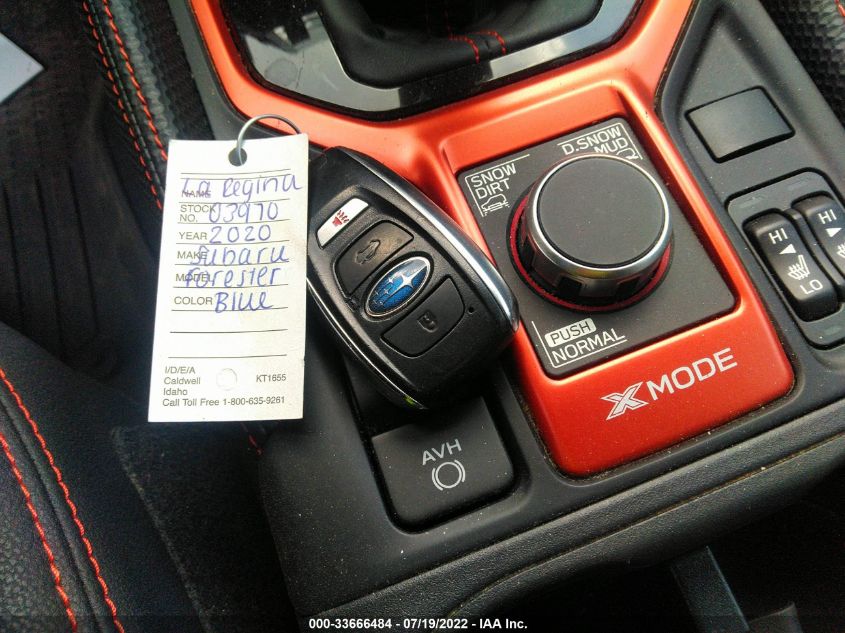 NAME La Regina
STOCK NO. U3970
YEAR 2020
MAKE Subaru
MODEL Forester
COLOR Blue
I/D/E/A
Caldwell KT1655
Idaho
Call Toll Free 1-800-635-9261
SNOW
DIRT
D.SNOW
MUD
PUSH
NORMAL
X MODE
AVH
HI
LO
HI
000-33666484 - 07/19/2022 - IAA Inc.